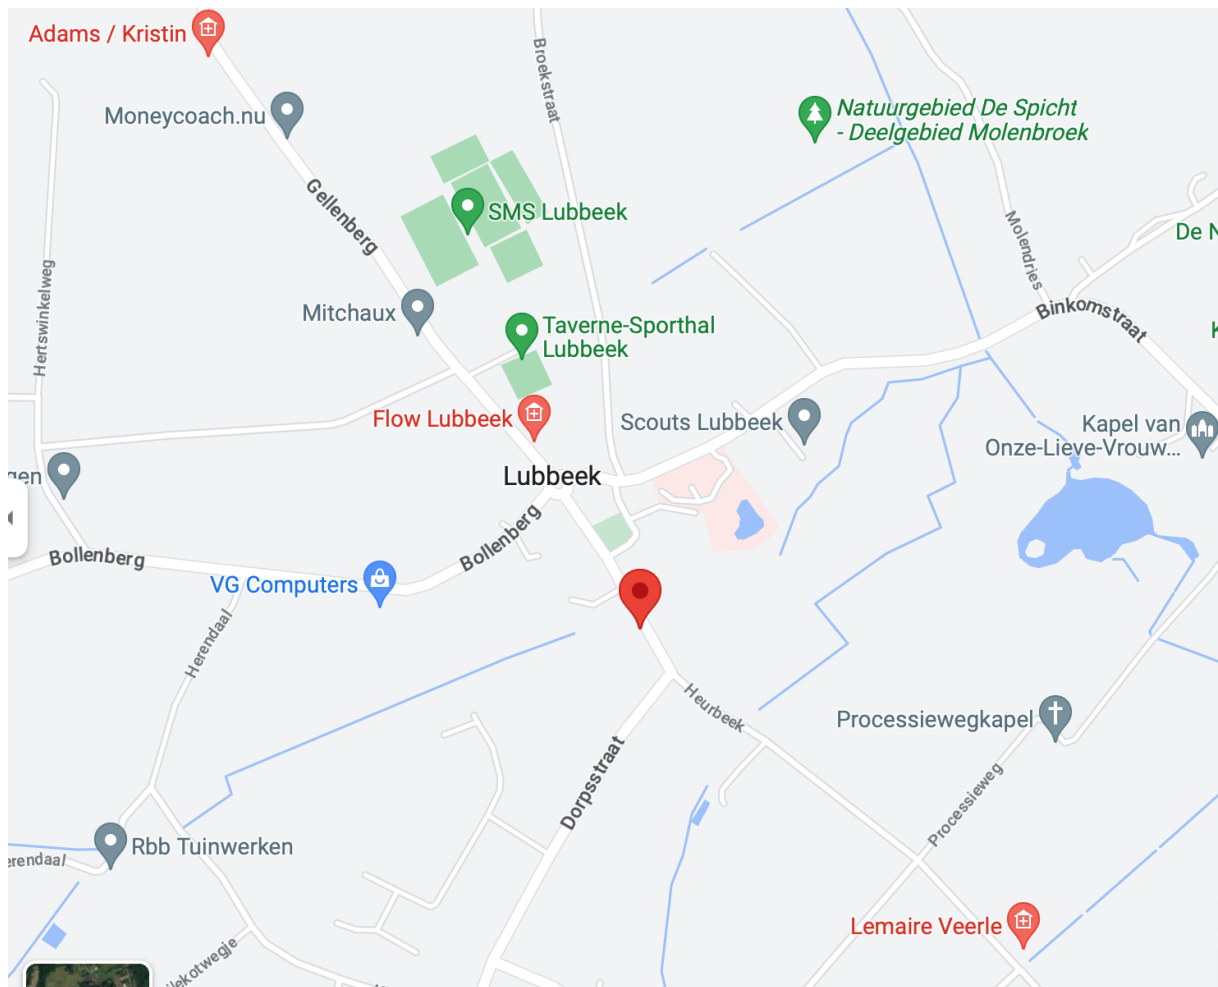 Adams / Kristin
Broekstraat
Moneycoach.nu
Natuurgebied De Spicht
- Deelgebied Molenbroek
Gellenberg
SMS Lubbeek
Molendries
De N
Hertswinkelweg
Mitchaux
Binkomstraat
Taverne-Sporthal
Lubbeek
Flow Lubbeek
Scouts Lubbeek
Kapel van
Onze-Lieve-Vrouw...
gen
Lubbeek
Bollenberg
Bollenberg
VG Computers
Herendaal
Heurbeek
Processiewegkapel
Dorpsstraat
Processieweg
Rbb Tuinwerken
erendaal
Lemaire Veerle
lekotwegje